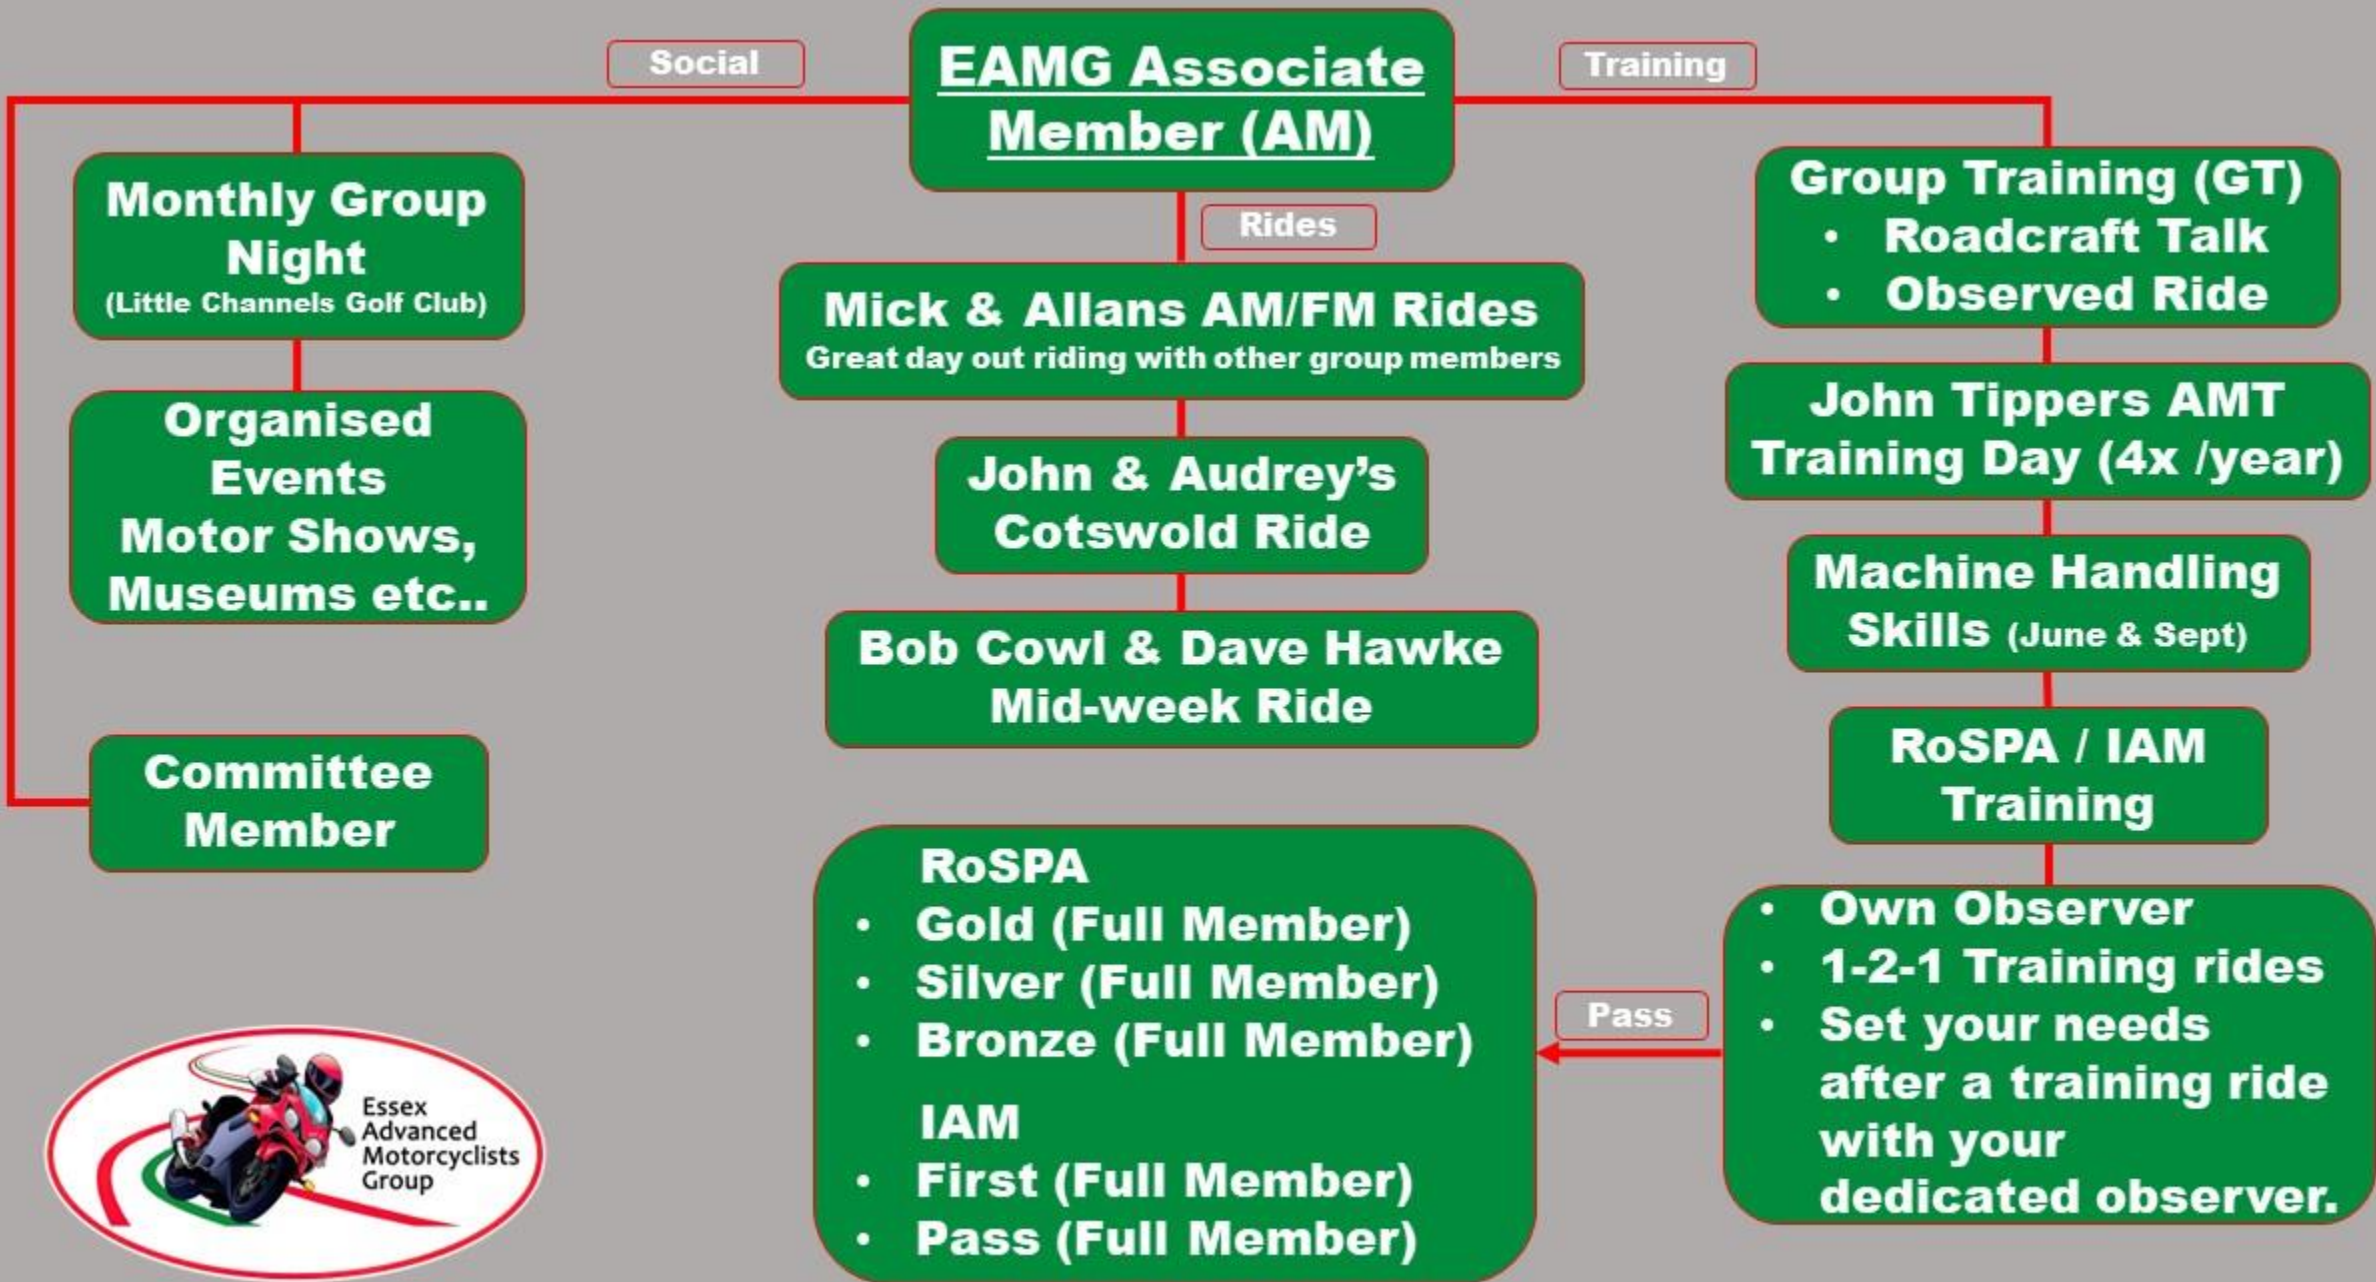 EAMG Associate
Member (AM)
Social
Monthly Group
Night
(Little Channels Golf Club)
Organised
Events
Motor Shows,
Museums etc..
Committee
Member
Rides
Mick & Allans AM/FM Rides
Great day out riding with other group members
John & Audrey’s
Cotswold Ride
Bob Cowl & Dave Hawke
Mid-week Ride
Training
Group Training (GT)
• Roadcraft Talk
• Observed Ride
John Tippers AMT
Training Day (4x /year)
Machine Handling
Skills (June & Sept)
RoSPA / IAM
Training
• Own Observer
• 1-2-1 Training rides
• Set your needs
after a training ride
with your
dedicated observer.
Pass
RoSPA
• Gold (Full Member)
• Silver (Full Member)
• Bronze (Full Member)
IAM
• First (Full Member)
• Pass (Full Member)
Essex
Advanced
Motorcyclists
Group